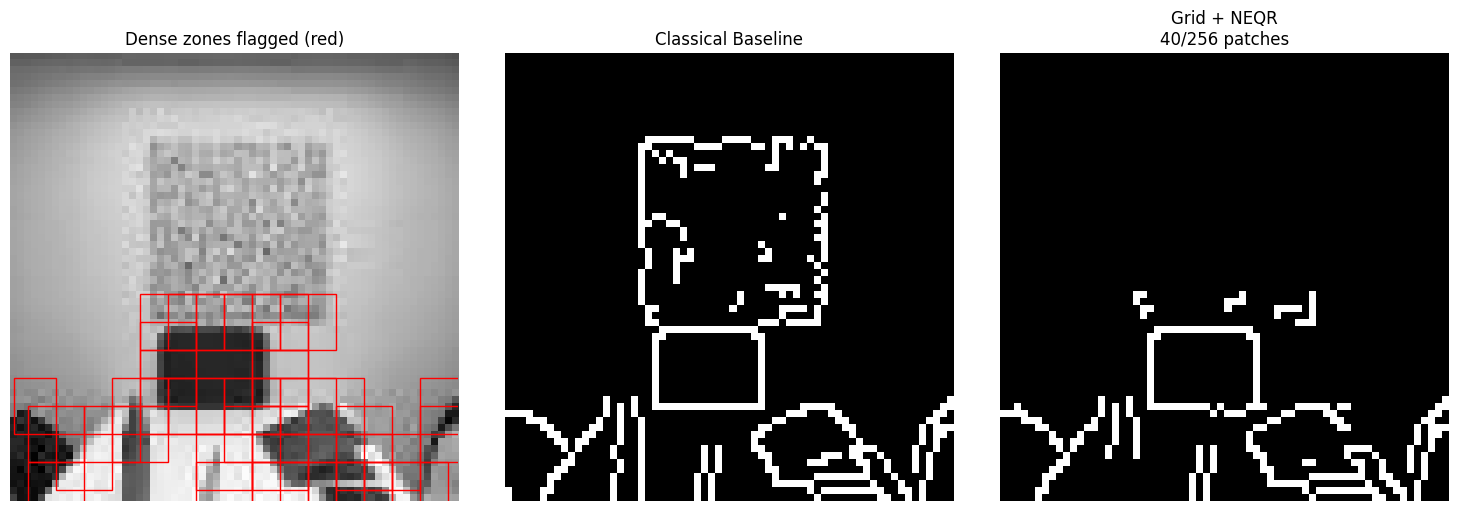 Dense zones flagged (red)
Classical Baseline
Grid + NEQR
40/256 patches